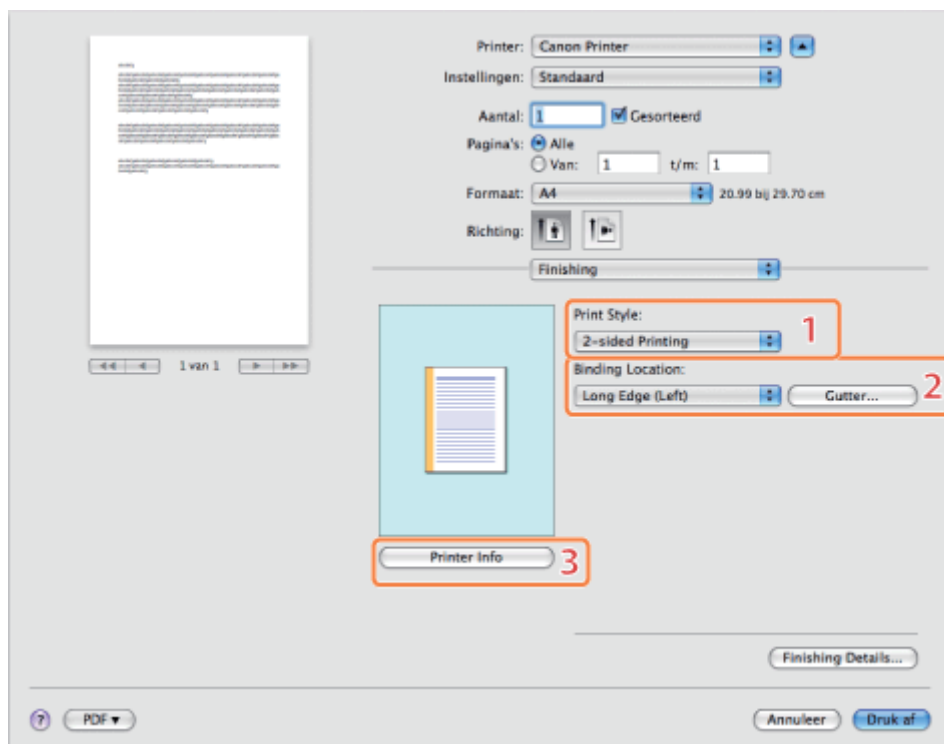 Printer: Canon Printer
Instellingen: Standaard
Aantal: 1 Gesorteerd
Pagina's: Alle
Van: 1 t/m: 1
Formaat: A4 20.99 bij 29.70 cm
Richting:
Finishing
Print Style:
2-sided Printing
1
Binding Location:
Long Edge (Left) Gutter...
2
1 van 1
Printer Info
3
Finishing Details...
? PDF Annuleer Druk af